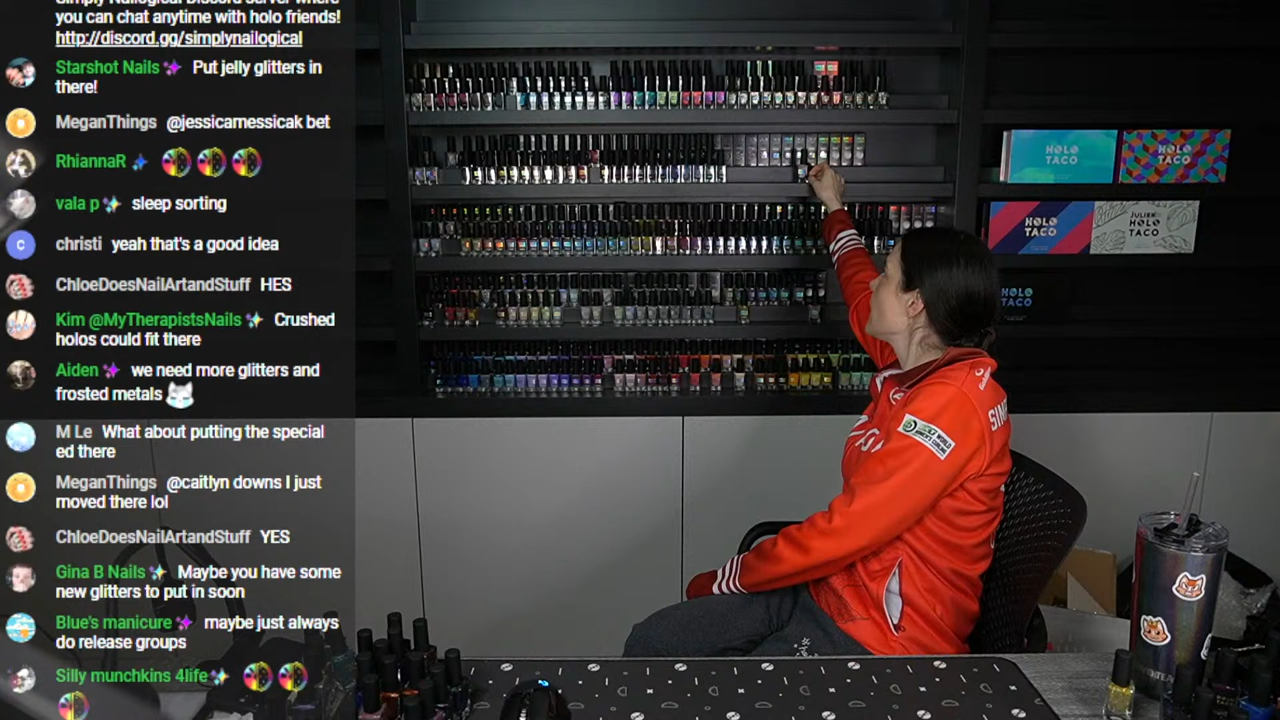 you can chat anytime with holo friends!
http://discord.gg/simplynailogical
Starshot Nails Put jelly glitters in
there!
MeganThings @jessicamessicak bet
RhiannaR
vala p sleep sorting
C christi yeah that's a good idea
ChloeDoesNailArtandStuff HES
Kim @MyTherapistsNails Crushed
holos could fit there
Aiden we need more glitters and
frosted metals
M Le What about putting the special
ed there
MeganThings @caitlyn downs I just
moved there lol
ChloeDoesNailArtandStuff YES
Gina B Nails Maybe you have some
new glitters to put in soon
Blue's manicure maybe just always
do release groups
Silly munchkins 4life
HOLO
TACO
HOLO
TACO
HOLO
TACO
HOLO
TACO
HOLO
TACO